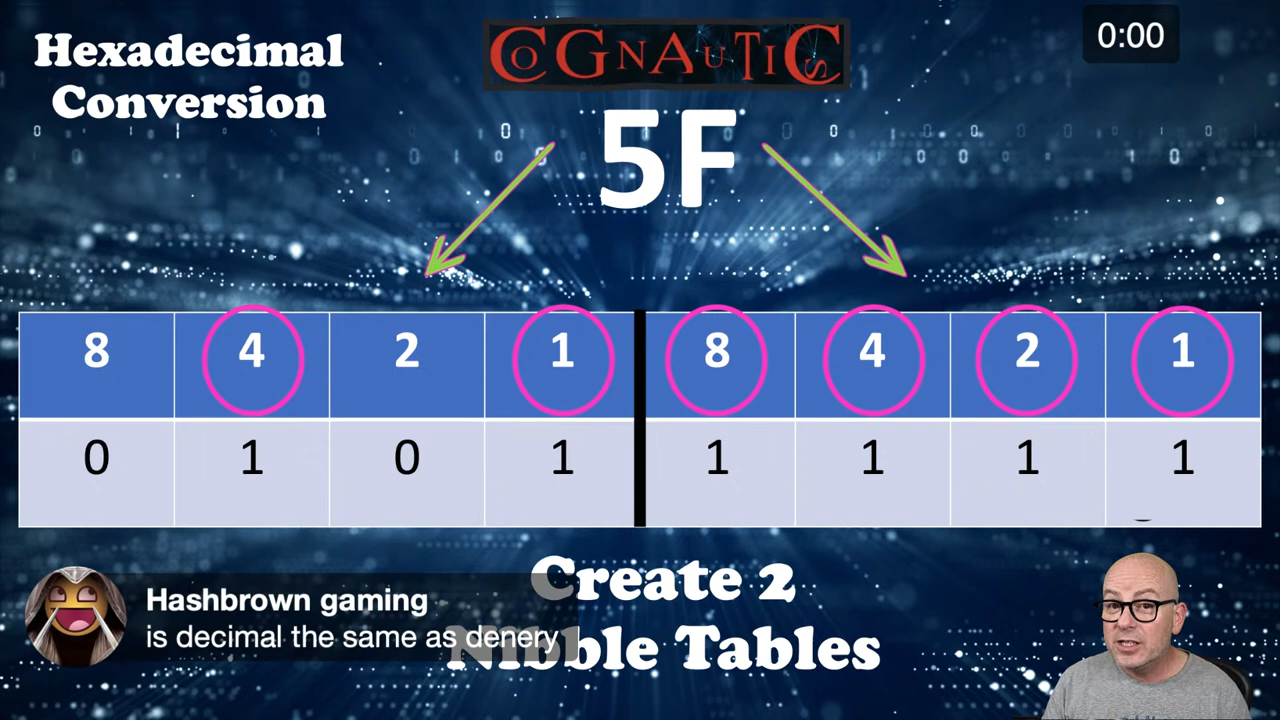 Hexadecimal
Conversion
COGNAUTICS
0:00
5F
8 4 2 1 8 4 2 1
0 1 0 1 1 1 1 1
Create 2
Nibble Tables
Hashbrown gaming
is decimal the same as denery